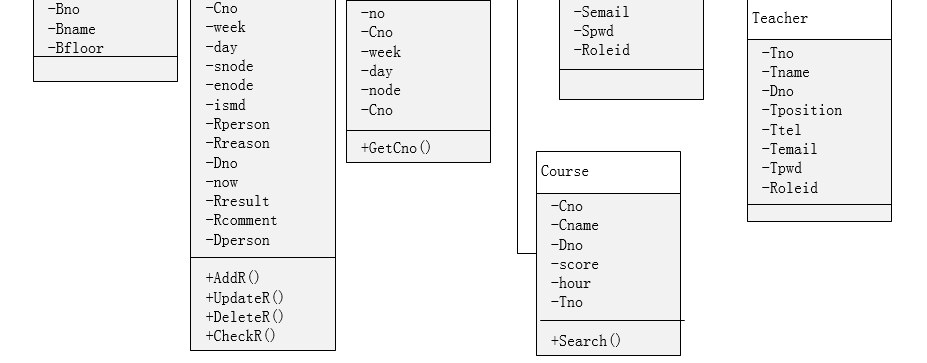 -Bno
-Bname
-Bfloor
-Cno
-week
-day
-snode
-enode
-ismd
-Rperson
-Rreason
-Dno
-now
-Rresult
-Rcomment
-Dperson
+AddR()
+UpdateR()
+DeleteR()
+CheckR()
-no
-Cno
-week
-day
-node
-Cno
+GetCno()
-Semail
-Spwd
-Roleid
Course
-Cno
-Cname
-Dno
-score
-hour
-Tno
+Search()
Teacher
-Tno
-Tname
-Dno
-Tposition
-Ttel
-Temail
-Tpwd
-Roleid